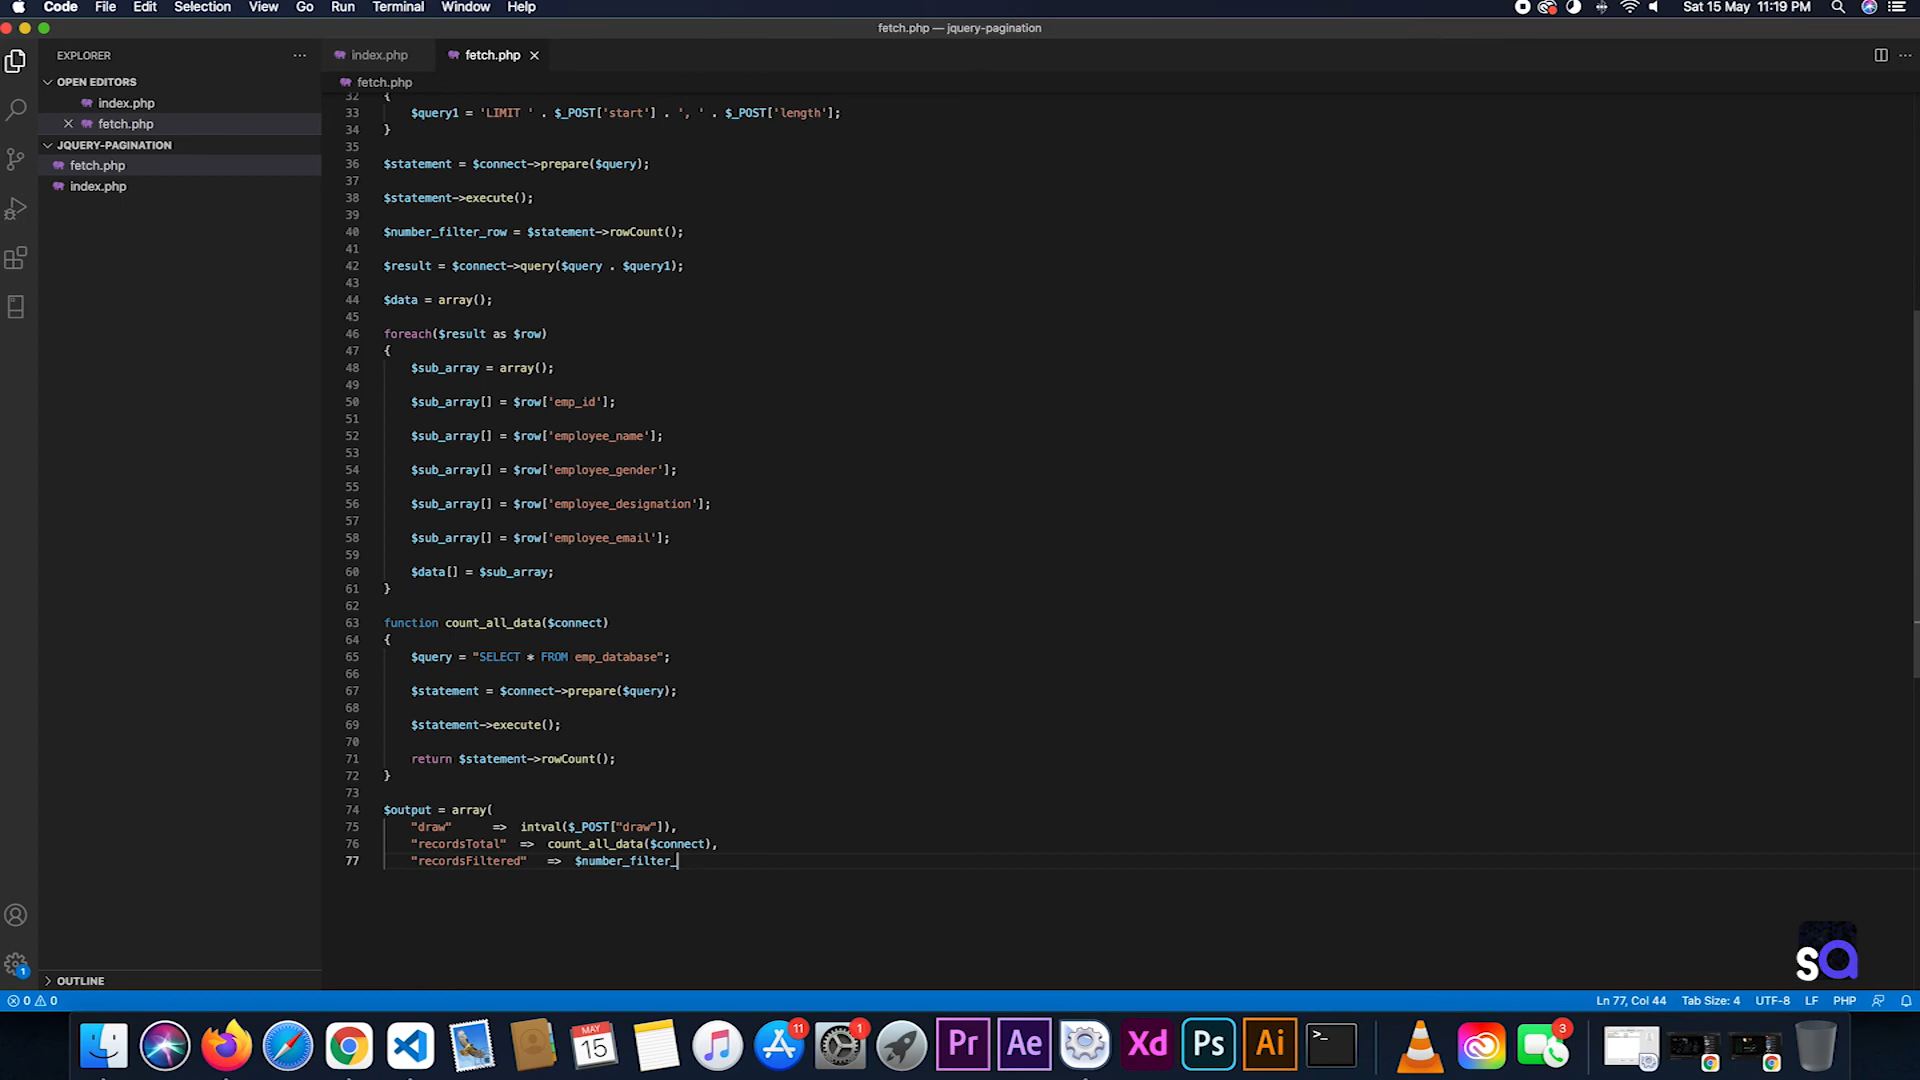 Code File Edit Selection View Go Run Terminal Window Help Sat 15 May 11:19 PM
fetch.php — jquery-pagination
EXPLORER
index.php fetch.php
OPEN EDITORS
fetch.php
index.php
fetch.php
JQUERY-PAGINATION
fetch.php
index.php
32 {
33 $query1 = 'LIMIT ' . $_POST['start'] . ', ' . $_POST['length'];
34 }
35
36 $statement = $connect->prepare($query);
37
38 $statement->execute();
39
40 $number_filter_row = $statement->rowCount();
41
42 $result = $connect->query($query . $query1);
43
44 $data = array();
45
46 foreach($result as $row)
47 {
48 $sub_array = array();
49
50 $sub_array[] = $row['emp_id'];
51
52 $sub_array[] = $row['employee_name'];
53
54 $sub_array[] = $row['employee_gender'];
55
56 $sub_array[] = $row['employee_designation'];
57
58 $sub_array[] = $row['employee_email'];
59
60 $data[] = $sub_array;
61 }
62
63 function count_all_data($connect)
64 {
65 $query = "SELECT * FROM emp_database";
66
67 $statement = $connect->prepare($query);
68
69 $statement->execute();
70
71 return $statement->rowCount();
72 }
73
74 $output = array(
75 "draw" => intval($_POST["draw"]),
76 "recordsTotal" => count_all_data($connect),
77 "recordsFiltered" => $number_filter_
sa
1
OUTLINE
0 0
Ln 77, Col 44 Tab Size: 4 UTF-8 LF PHP
MAY
15
11
1
Pr
Ae
Xd
Ps
Ai
>_
3